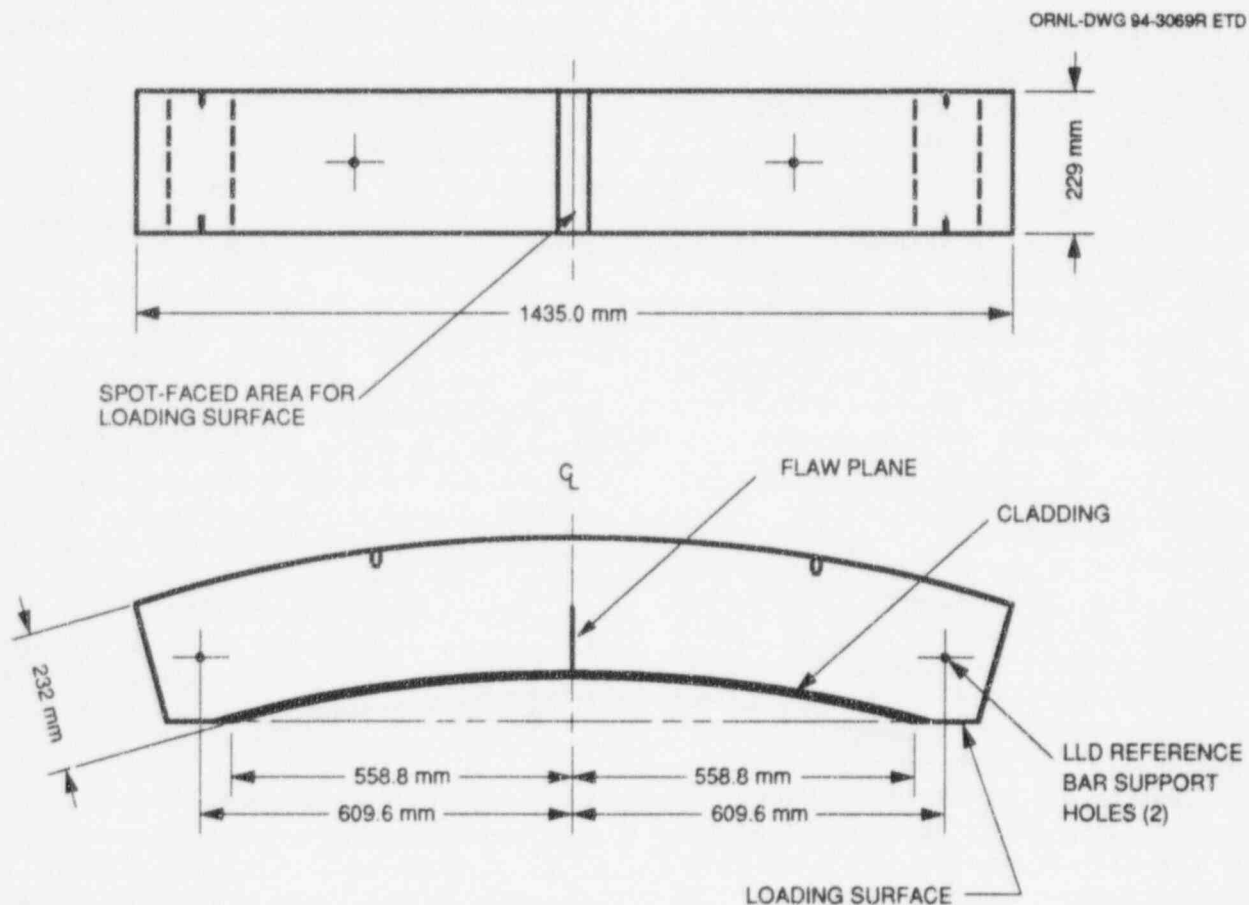 ORNL-DWG 94-3069R ETD
229 mm
1435.0 mm
SPOT-FACED AREA FOR
LOADING SURFACE
℄
FLAW PLANE
CLADDING
232 mm
558.8 mm
558.8 mm
609.6 mm
609.6 mm
LLD REFERENCE
BAR SUPPORT
HOLES (2)
LOADING SURFACE